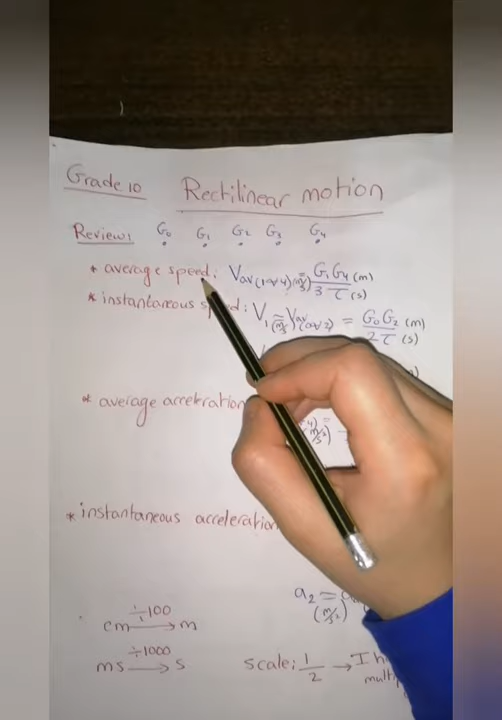 Grade 10 Rectilinear motion
Review: G₀ G₁ G₂ G₃ G₄
* average speed: Vav(1→4)(m/s) = G₁G₄ (m) / 3τ (s)
* instantaneous speed: V₁(m/s) = Vav(0→2) = G₀G₂ (m) / 2τ (s)
* average acceleration
* instantaneous acceleration
a₂ =
(m/s²)
cm ÷100 → m
ms ÷1000 → s
scale: 1/2 → I